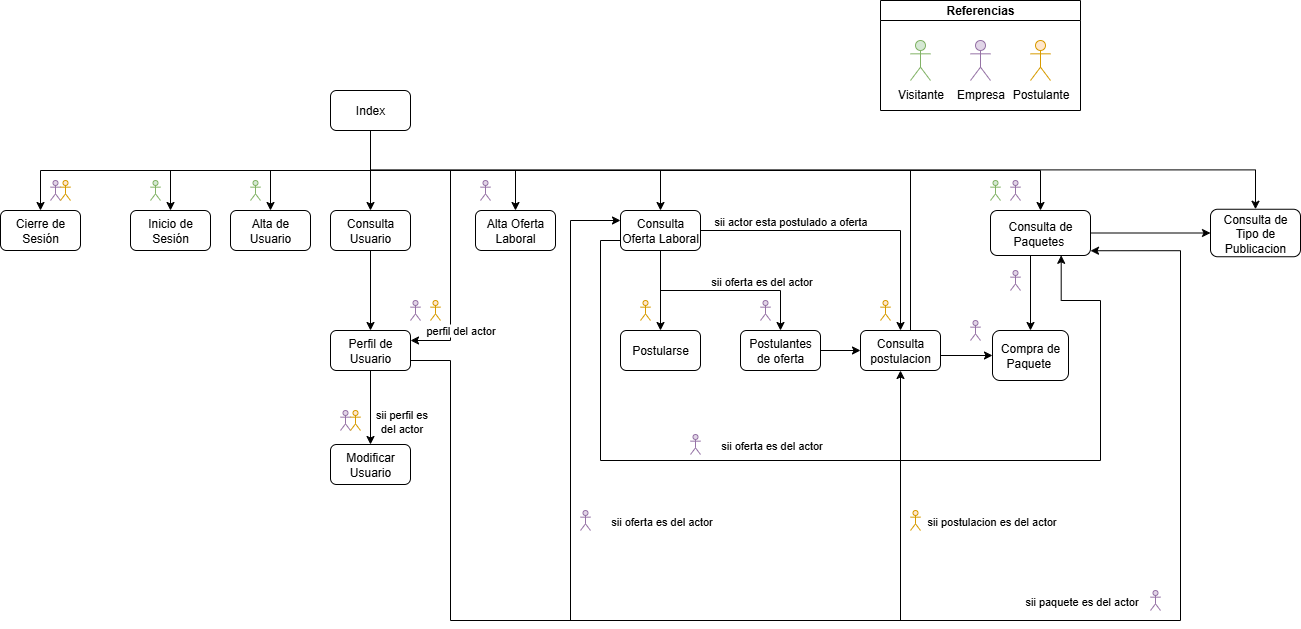 Referencias
Visitante
Empresa
Postulante
Index
Cierre de
Sesión
Inicio de
Sesión
Alta de
Usuario
Consulta
Usuario
Alta Oferta
Laboral
Consulta
Oferta Laboral
sii actor esta postulado a oferta
Consulta de
Paquetes
Consulta de
Tipo de
Publicacion
sii oferta es del actor
perfil del actor
Perfil de
Usuario
Postularse
Postulantes
de oferta
Consulta
postulacion
Compra de
Paquete
sii perfil es
del actor
sii oferta es del actor
Modificar
Usuario
sii oferta es del actor
sii postulacion es del actor
sii paquete es del actor